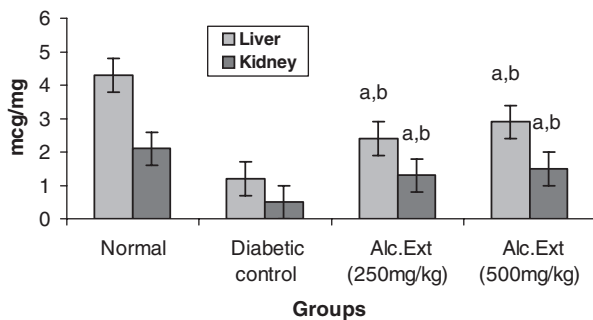 6
5
4
3
2
1
0
mcg/mg
Liver
Kidney
a,b
a,b
a,b
a,b
Normal
Diabetic
control
Alc.Ext
(250mg/kg)
Alc.Ext
(500mg/kg)
Groups